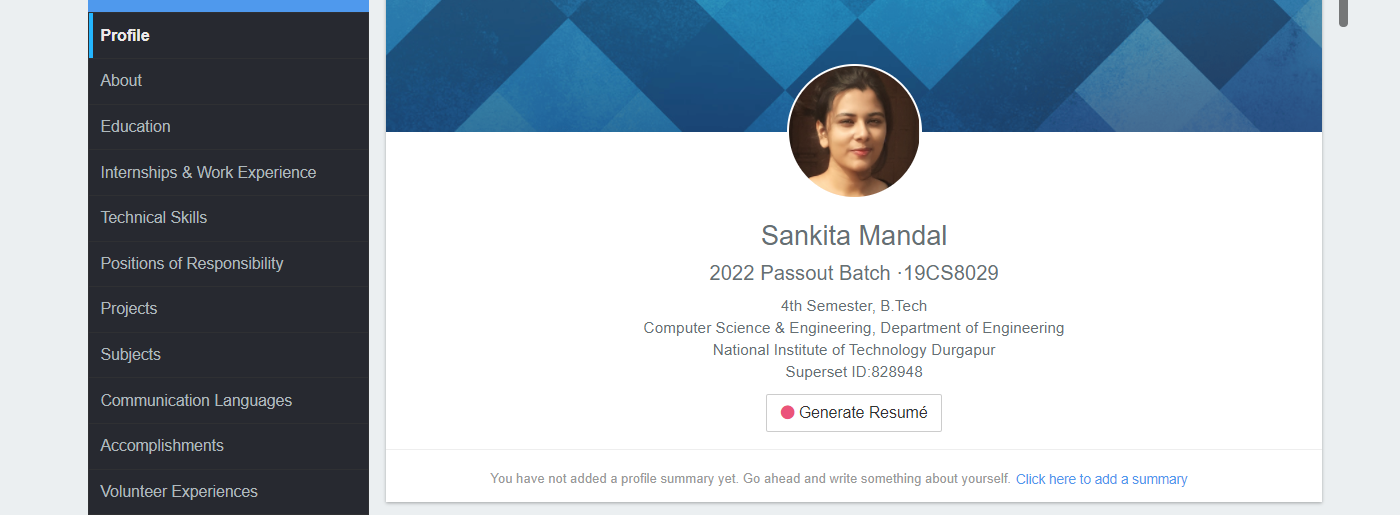 Profile
About
Education
Internships & Work Experience
Technical Skills
Positions of Responsibility
Projects
Subjects
Communication Languages
Accomplishments
Volunteer Experiences
Sankita Mandal
2022 Passout Batch ·19CS8029
4th Semester, B.Tech
Computer Science & Engineering, Department of Engineering
National Institute of Technology Durgapur
Superset ID:828948
Generate Resumé
You have not added a profile summary yet. Go ahead and write something about yourself. Click here to add a summary